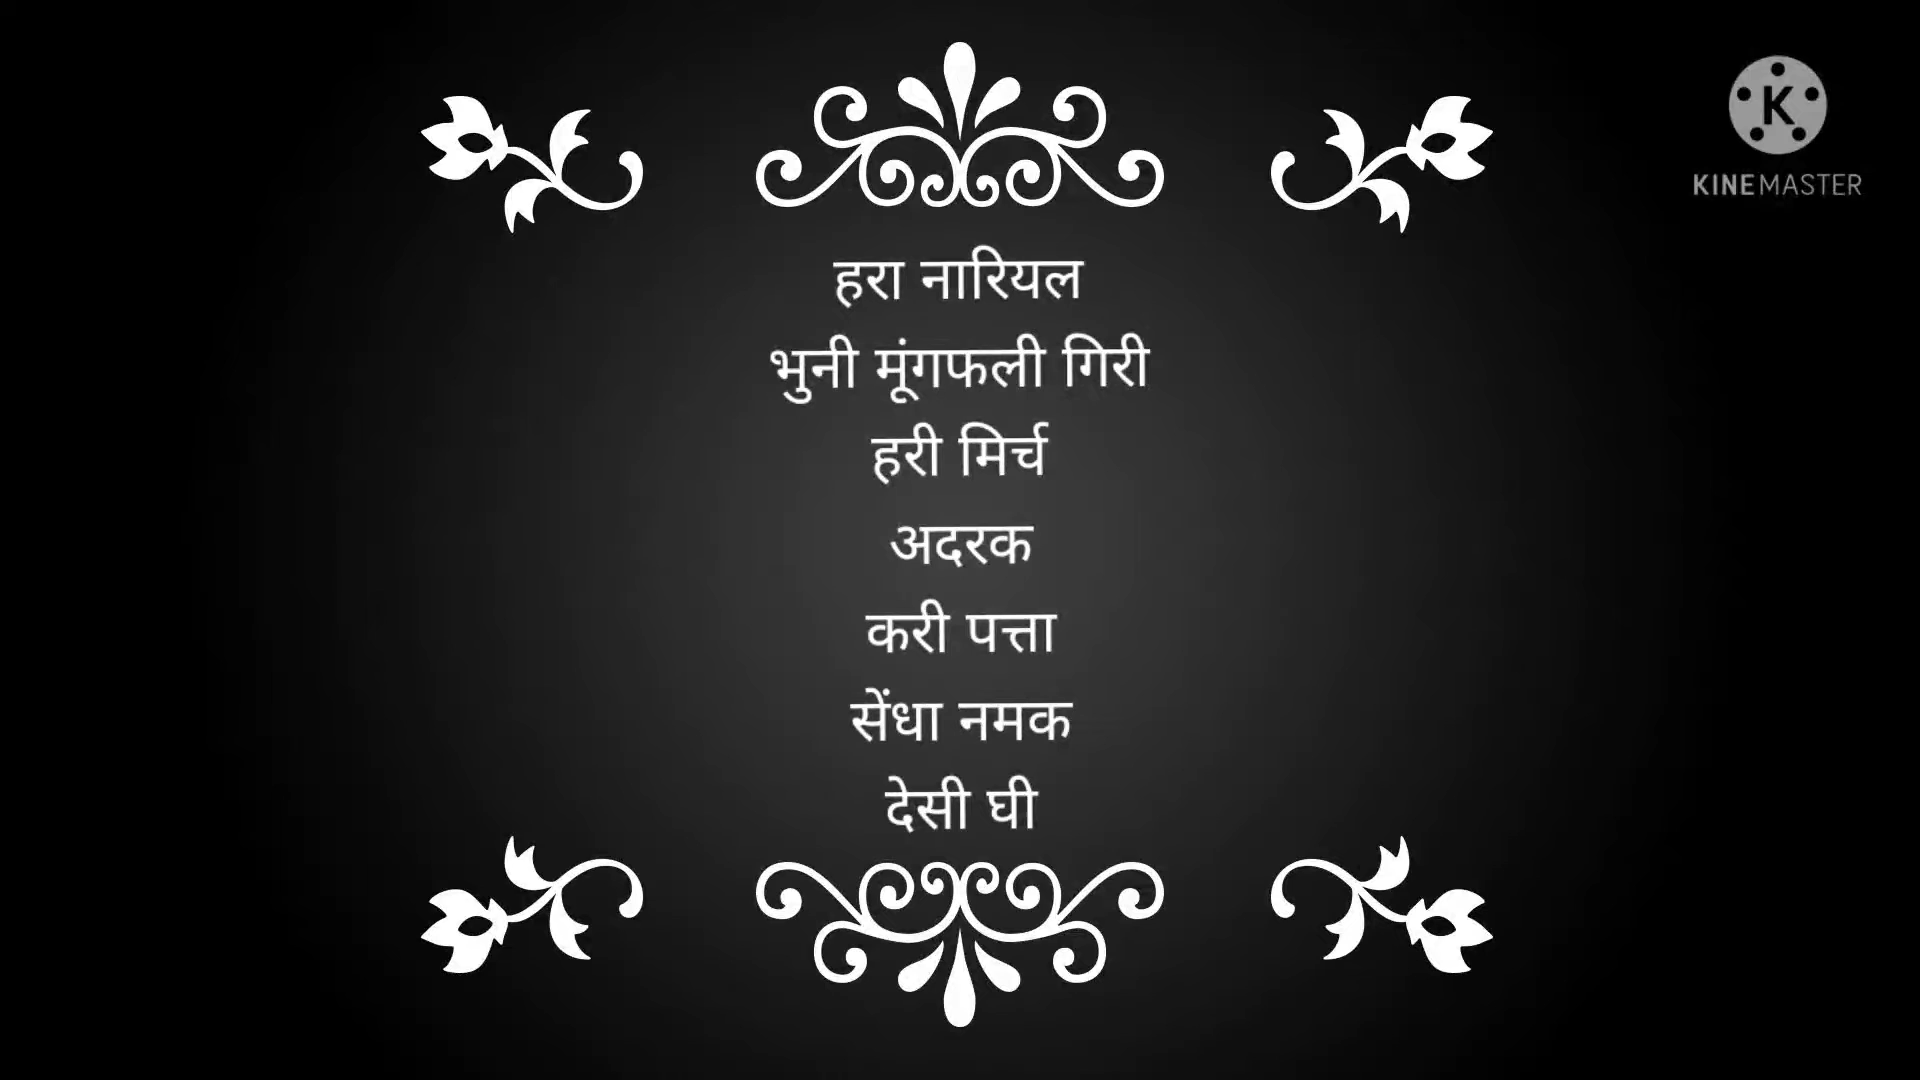 KINEMASTER
हरा नारियल
भुनी मूंगफली गिरी
हरी मिर्च
अदरक
करी पत्ता
सेंधा नमक
देसी घी